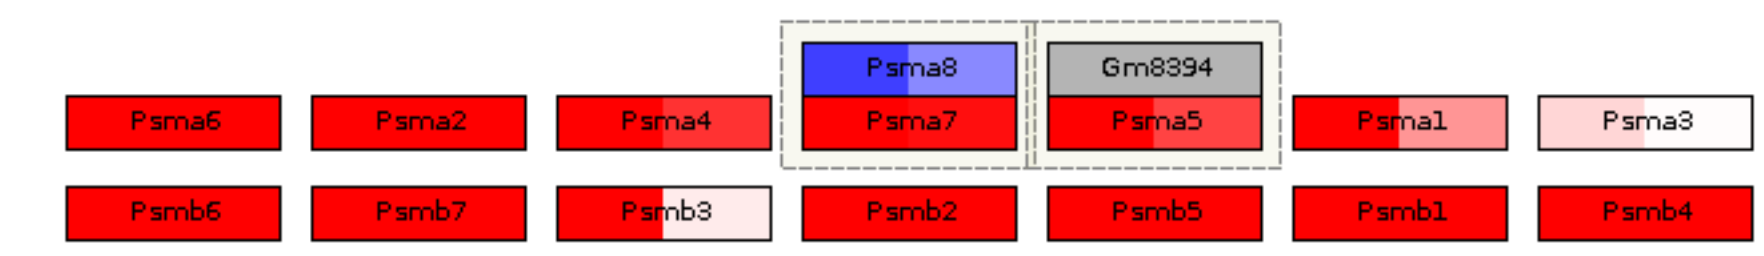 Psma8 Gm8394
Psma6 Psma2 Psma4 Psma7 Psma5 Psma1 Psma3
Psmb6 Psmb7 Psmb3 Psmb2 Psmb5 Psmb1 Psmb4